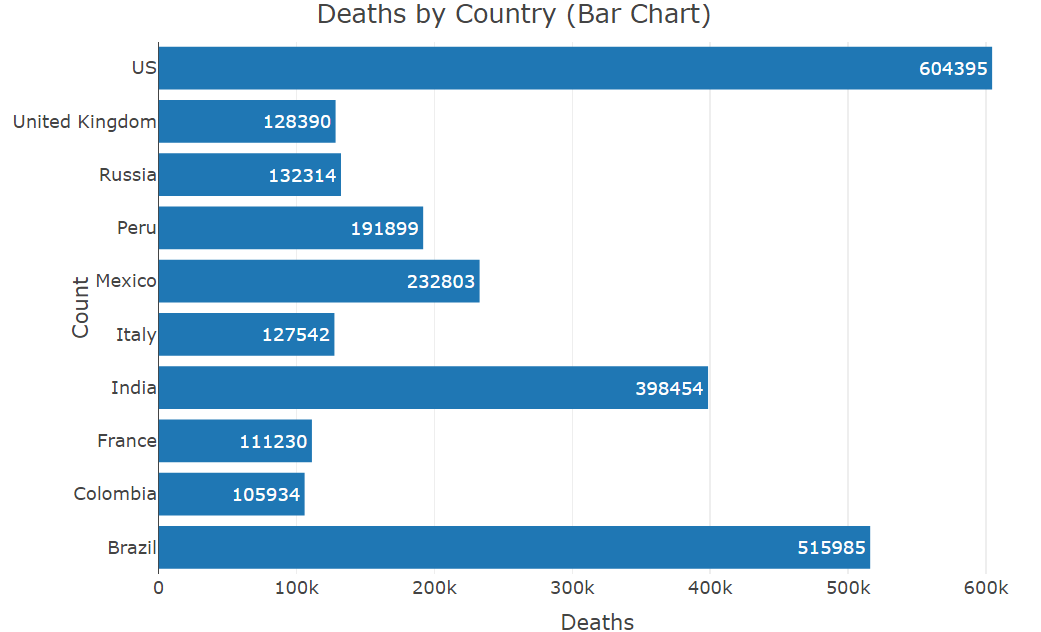 Deaths by Country (Bar Chart)
US 604395
United Kingdom 128390
Russia 132314
Peru 191899
Mexico 232803
Count
Italy 127542
India 398454
France 111230
Colombia 105934
Brazil 515985
0 100k 200k 300k 400k 500k 600k
Deaths